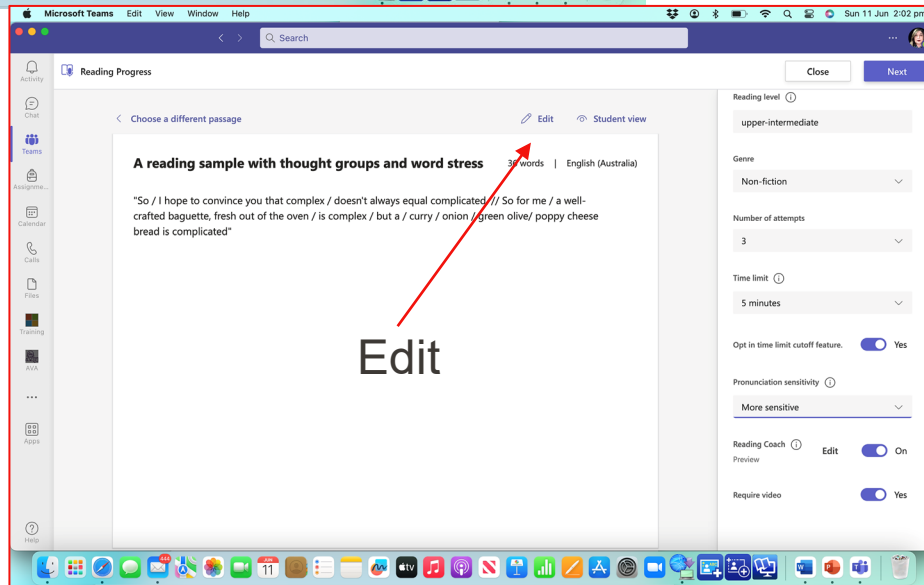 Microsoft Teams Edit View Window Help
Sun 11 Jun 2:02 pm
Search
Activity
Chat
Teams
Assignme...
Calendar
Calls
Files
Training
AVA
Apps
Help
Reading Progress
Close
Next
Choose a different passage
Edit
Student view
A reading sample with thought groups and word stress
36 words | English (Australia)
"So / I hope to convince you that complex / doesn't always equal complicated. // So for me / a well-
crafted baguette, fresh out of the oven / is complex / but a / curry / onion / green olive/ poppy cheese
bread is complicated"
Edit
Reading level
upper-intermediate
Genre
Non-fiction
Number of attempts
3
Time limit
5 minutes
Opt in time limit cutoff feature.
Yes
Pronunciation sensitivity
More sensitive
Reading Coach
Edit
On
Preview
Require video
Yes
444
JUN
11
tv